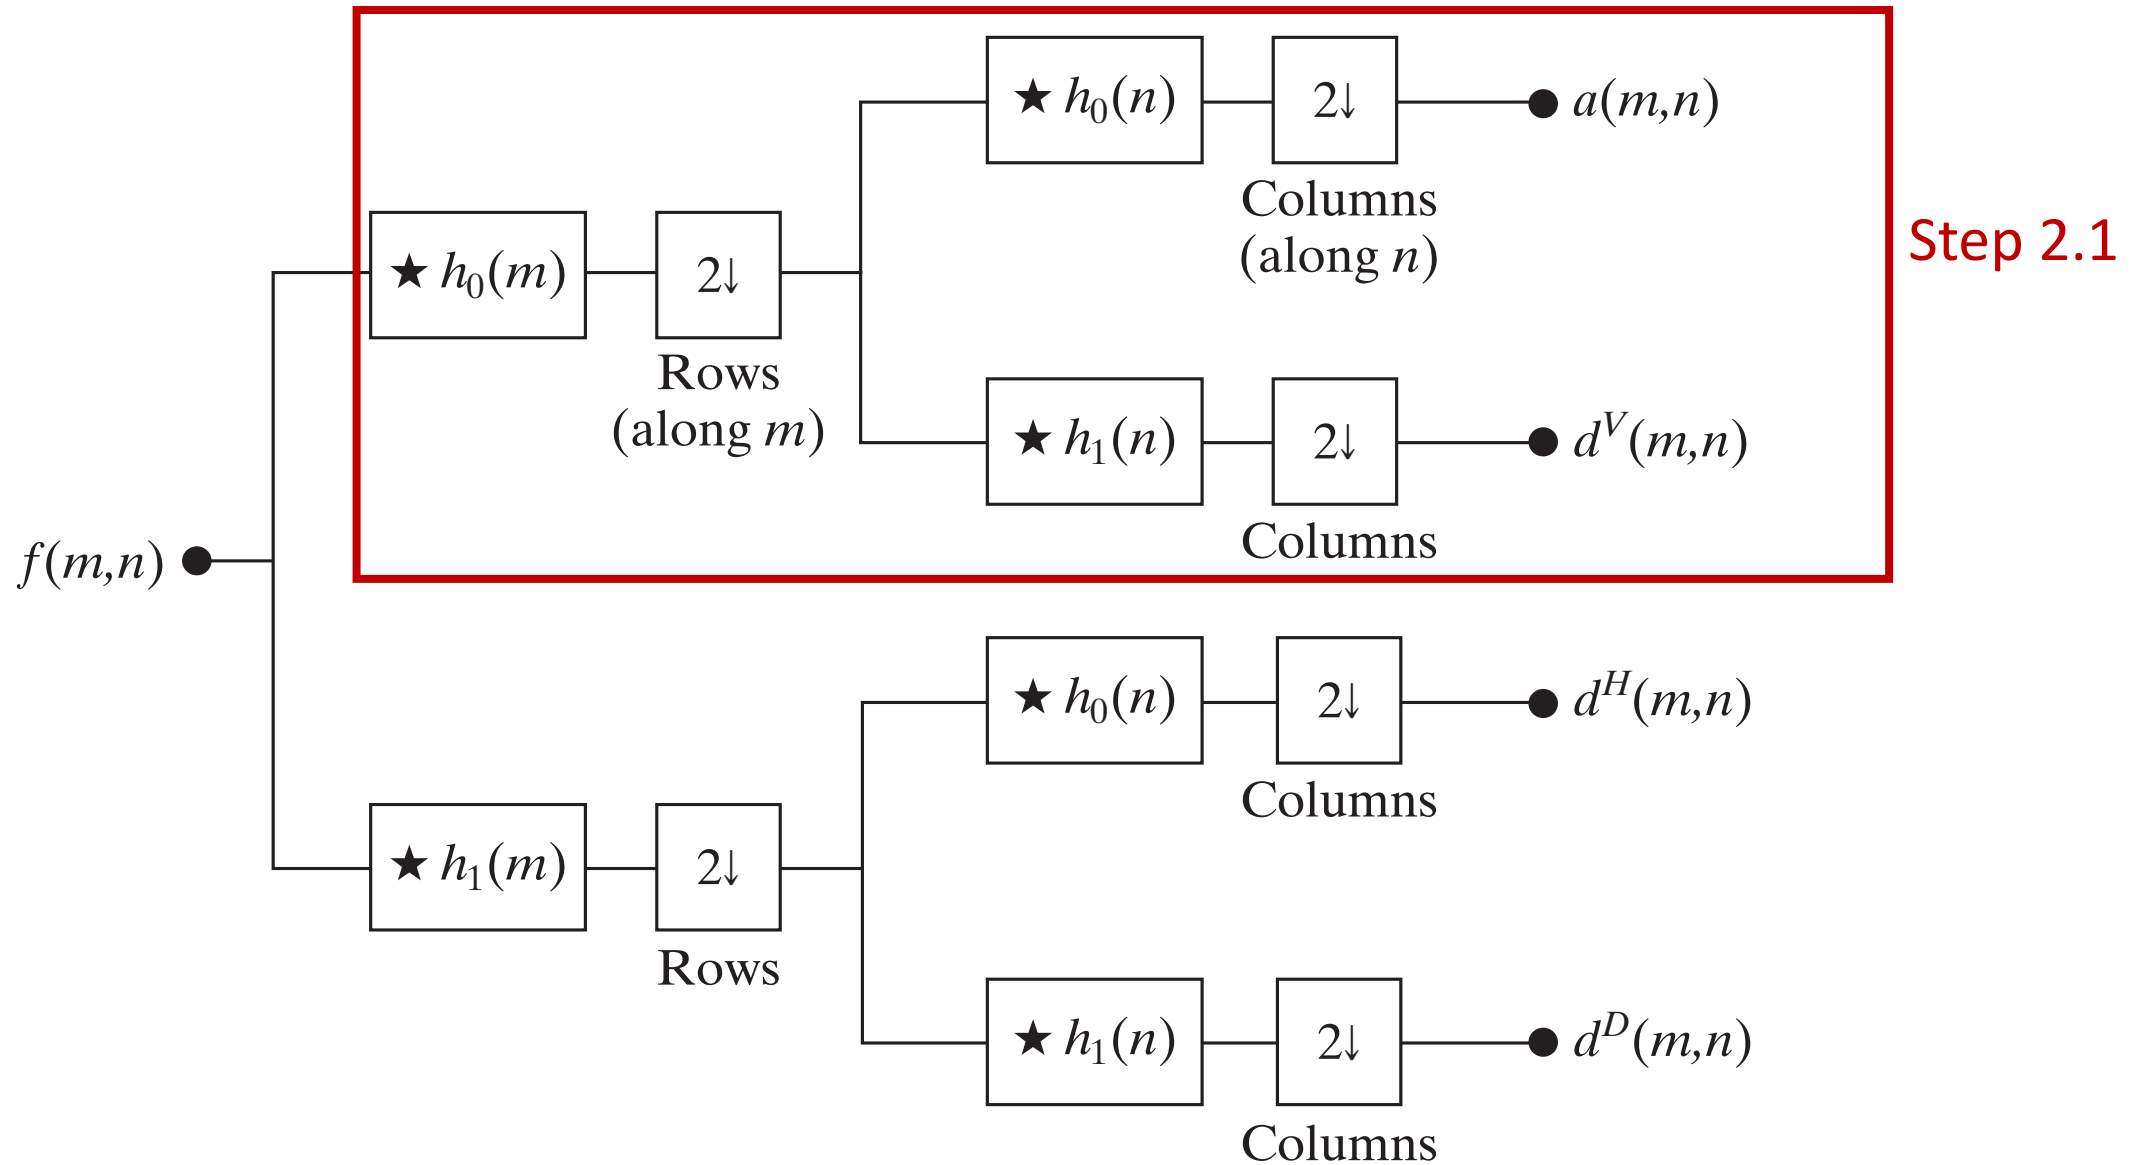 ★ h₀(n)
2↓
a(m,n)
Columns
(along n)
★ h₀(m)
2↓
Rows
(along m)
★ h₁(n)
2↓
dⱽ(m,n)
Columns
Step 2.1
f(m,n)
★ h₀(n)
2↓
dᴴ(m,n)
Columns
★ h₁(m)
2↓
Rows
★ h₁(n)
2↓
dᴰ(m,n)
Columns